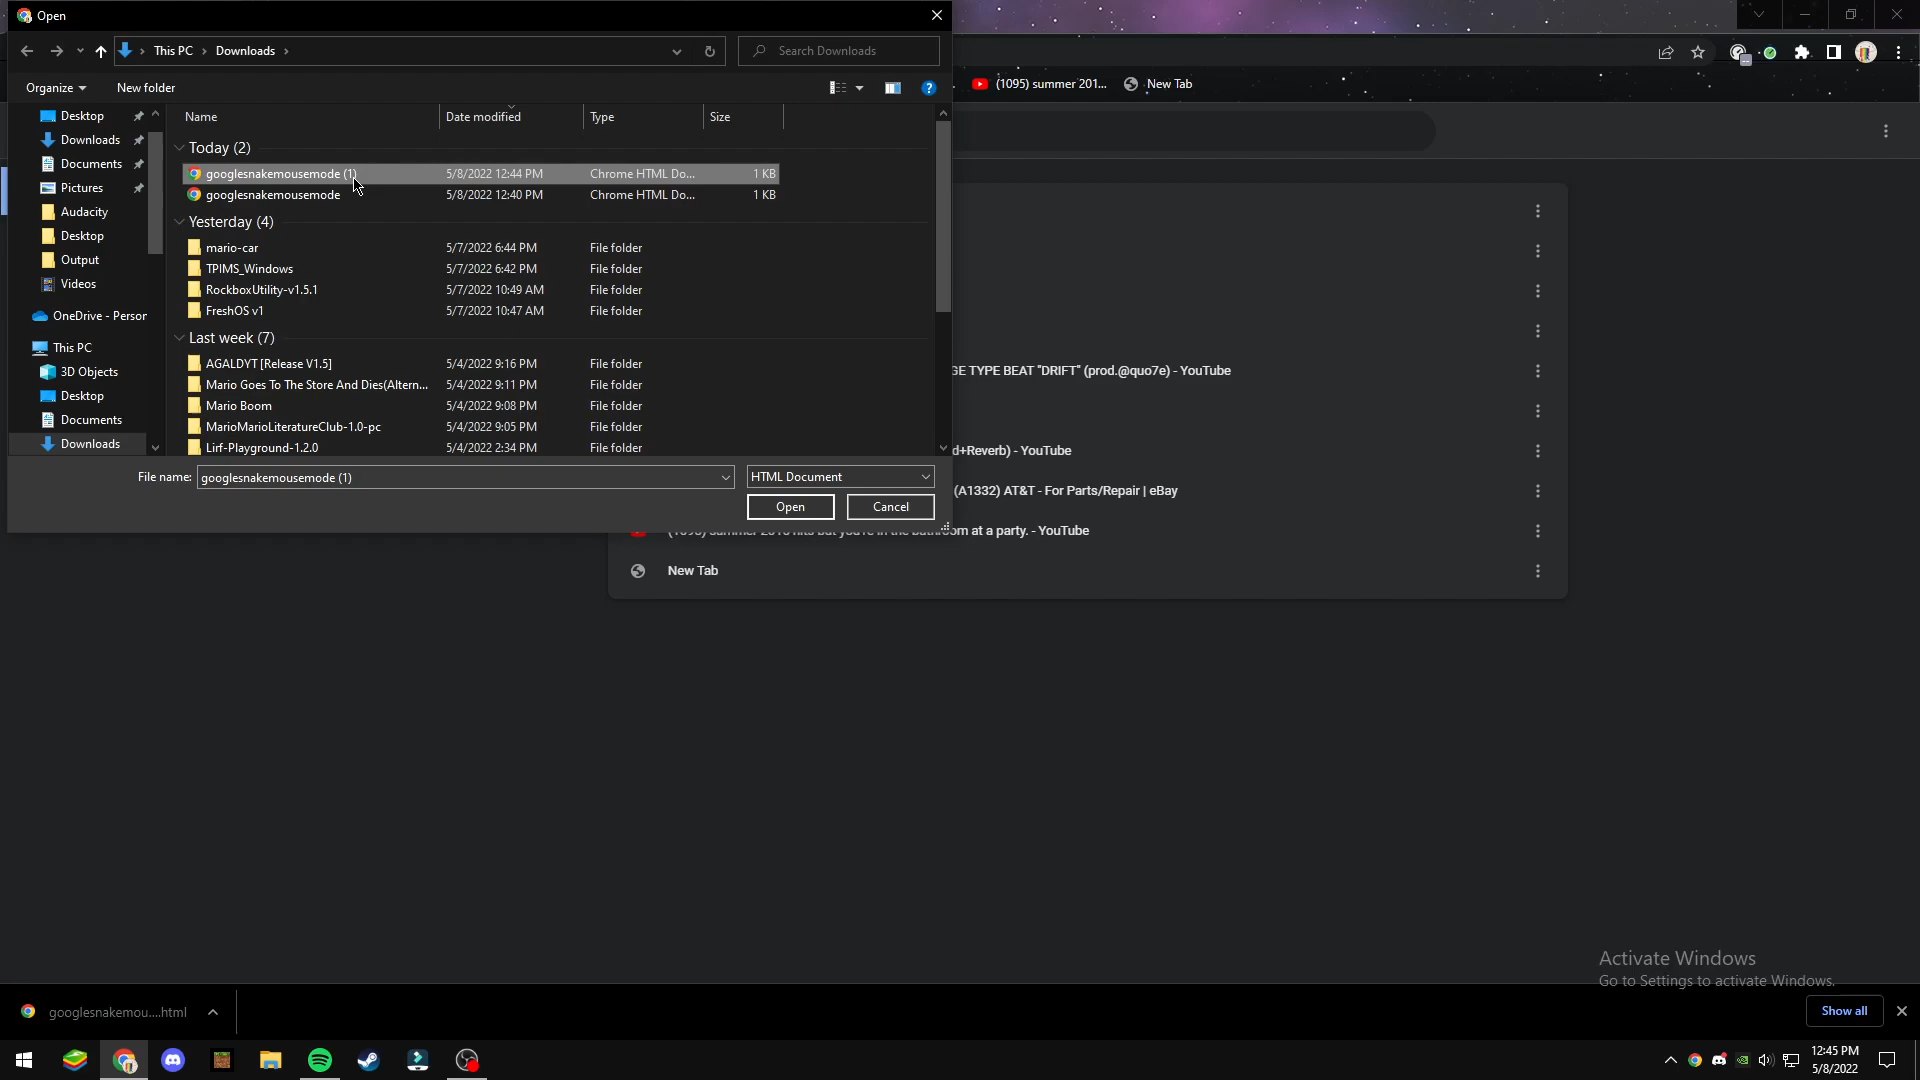 Open
This PC
Downloads
Search Downloads
(1095) summer 201...
New Tab
Organize
New folder
Desktop
Downloads
Documents
Pictures
Audacity
Desktop
Output
Videos
OneDrive - Person
This PC
3D Objects
Desktop
Documents
Downloads
Name
Date modified
Type
Size
Today (2)
googlesnakemousemode (1) 5/8/2022 12:44 PM Chrome HTML Do... 1 KB
googlesnakemousemode 5/8/2022 12:40 PM Chrome HTML Do... 1 KB
Yesterday (4)
mario-car 5/7/2022 6:44 PM File folder
TPIMS_Windows 5/7/2022 6:42 PM File folder
RockboxUtility-v1.5.1 5/7/2022 10:49 AM File folder
FreshOS v1 5/7/2022 10:47 AM File folder
Last week (7)
AGALDYT [Release V1.5] 5/4/2022 9:16 PM File folder
Mario Goes To The Store And Dies(Altern... 5/4/2022 9:11 PM File folder
Mario Boom 5/4/2022 9:08 PM File folder
MarioMarioLiteratureClub-1.0-pc 5/4/2022 9:05 PM File folder
Lirf-Playground-1.2.0 5/4/2022 2:34 PM File folder
File name: googlesnakemousemode (1)
HTML Document
Open
Cancel
GE TYPE BEAT "DRIFT" (prod.@quo7e) - YouTube
d+Reverb) - YouTube
(A1332) AT&T - For Parts/Repair | eBay
(1095) summer 2016 hits but you're in the bathroom at a party. - YouTube
New Tab
Activate Windows
Go to Settings to activate Windows.
googlesnakemou....html
Show all
12:45 PM
5/8/2022